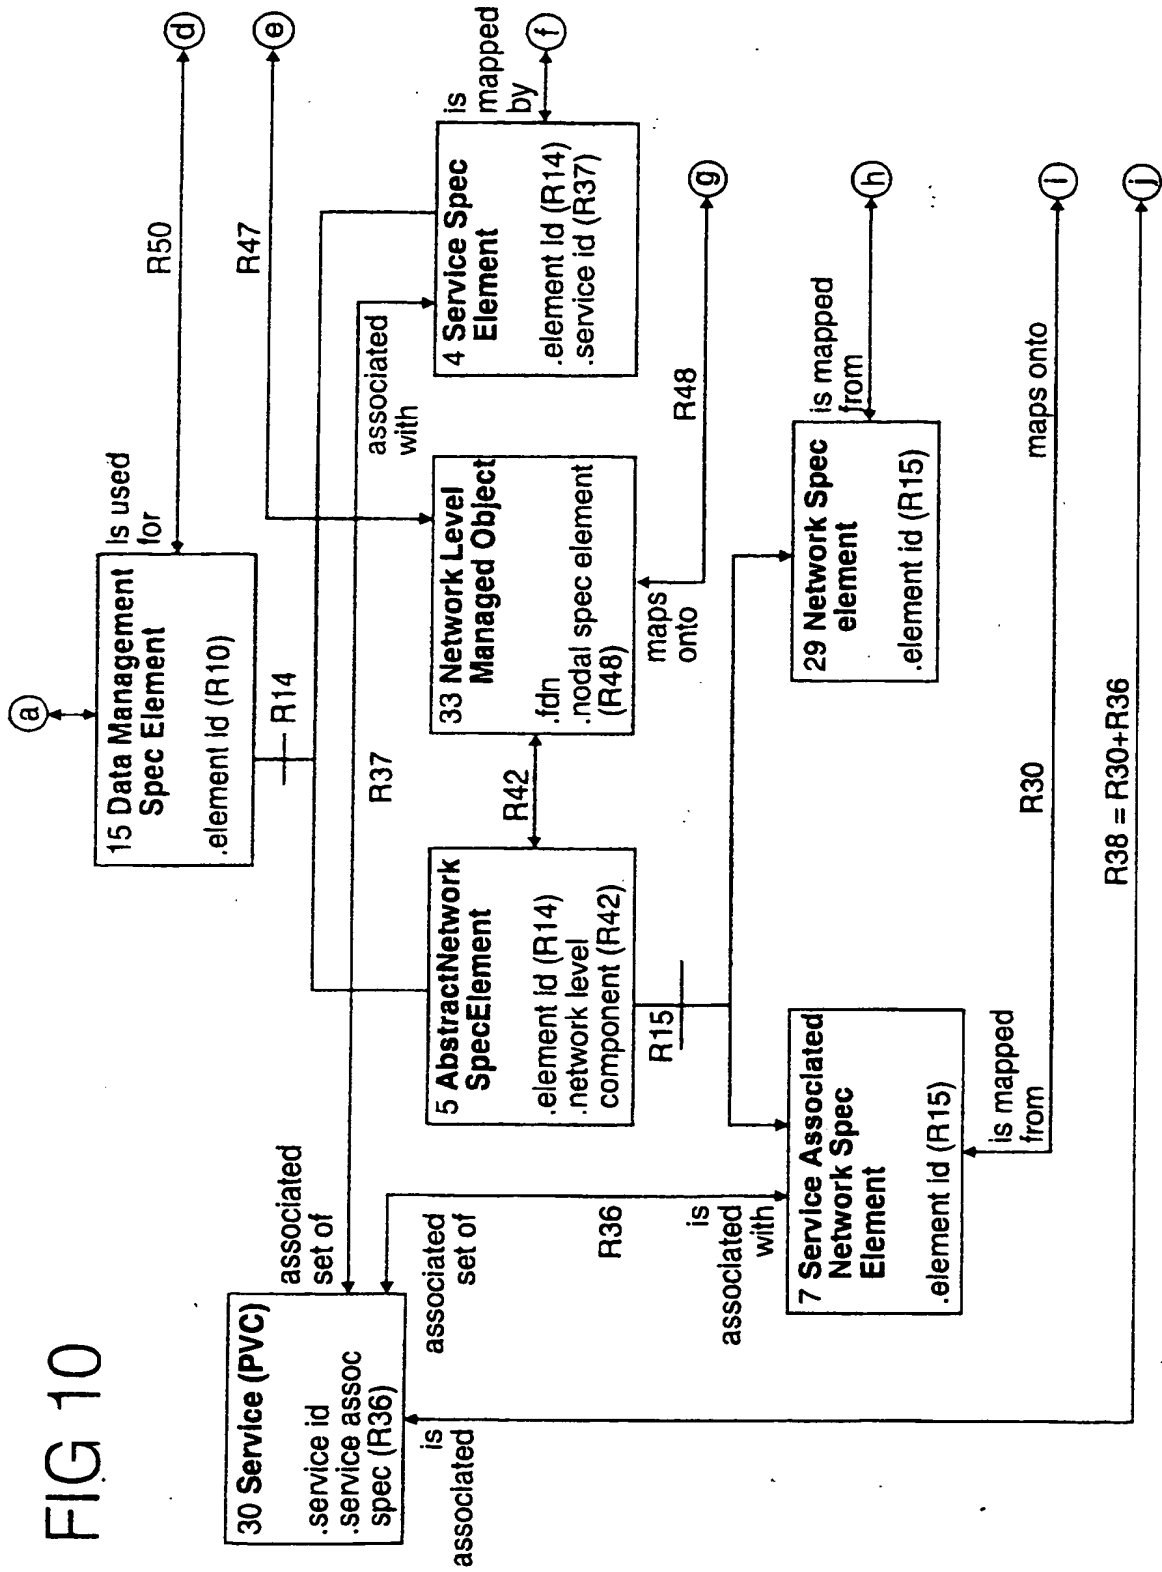 FIG 10
a
d
e
f
g
h
i
j
15 Data Management
Spec Element
.element id (R10)
is used
for
R50
R47
R14
R37
30 Service (PVC)
.service id
.service assoc
spec (R36)
associated
set of
associated
set of
is
associated
5 AbstractNetwork
SpecElement
.element id (R14)
.network level
component (R42)
R42
33 Network Level
Managed Object
.fdn
.nodal spec element
(R48)
maps
onto
R48
associated
with
4 Service Spec
Element
.element id (R14)
.service id (R37)
is
mapped
by
R15
R36
is
associated
with
7 Service Associated
Network Spec
Element
.element id (R15)
is mapped
from
29 Network Spec
element
.element id (R15)
is mapped
from
R30
maps onto
R38 = R30+R36